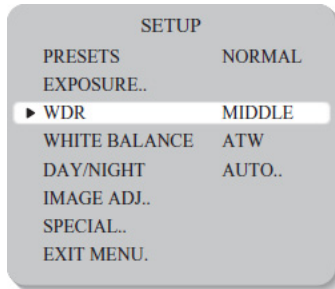 SETUP
PRESETS NORMAL
EXPOSURE..
WDR MIDDLE
WHITE BALANCE ATW
DAY/NIGHT AUTO..
IMAGE ADJ..
SPECIAL..
EXIT MENU.